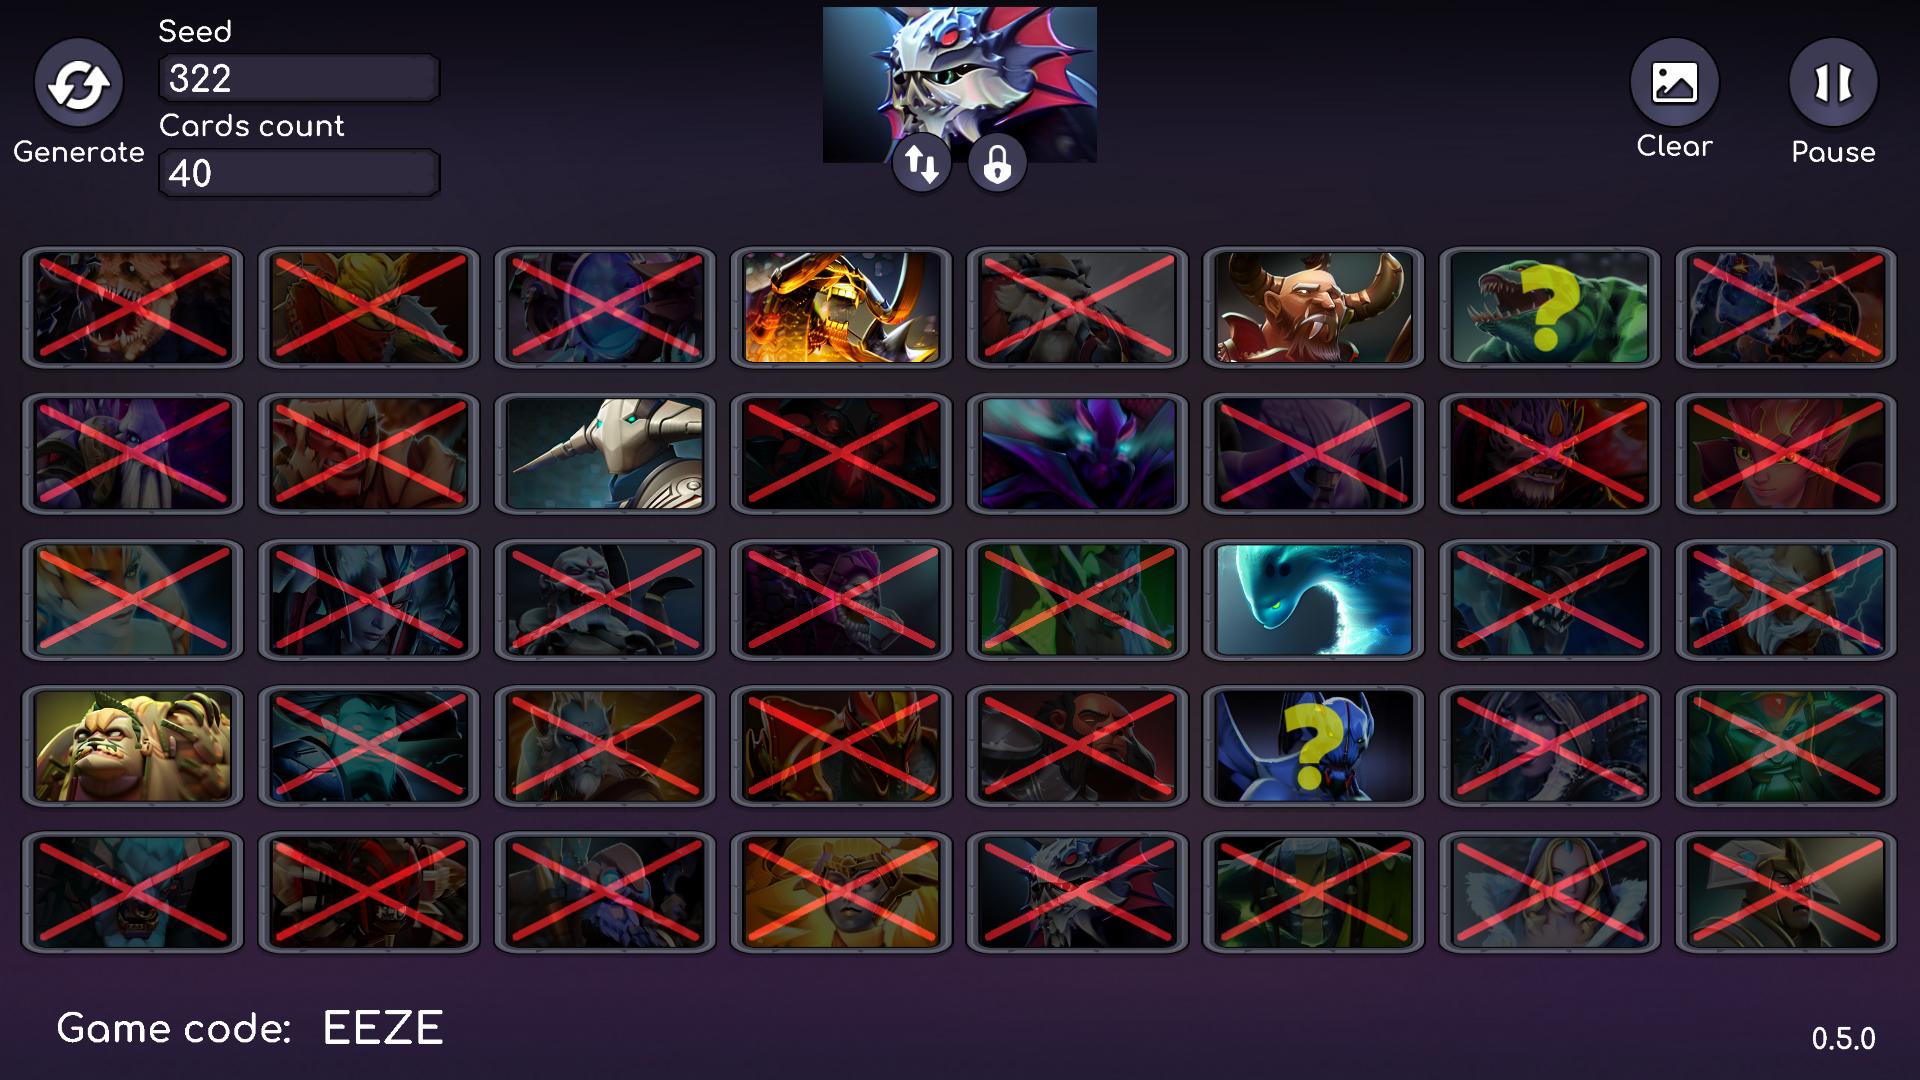 Seed
322
Cards count
40
Generate
Clear
Pause
?
?
Game code: EEZE
0.5.0